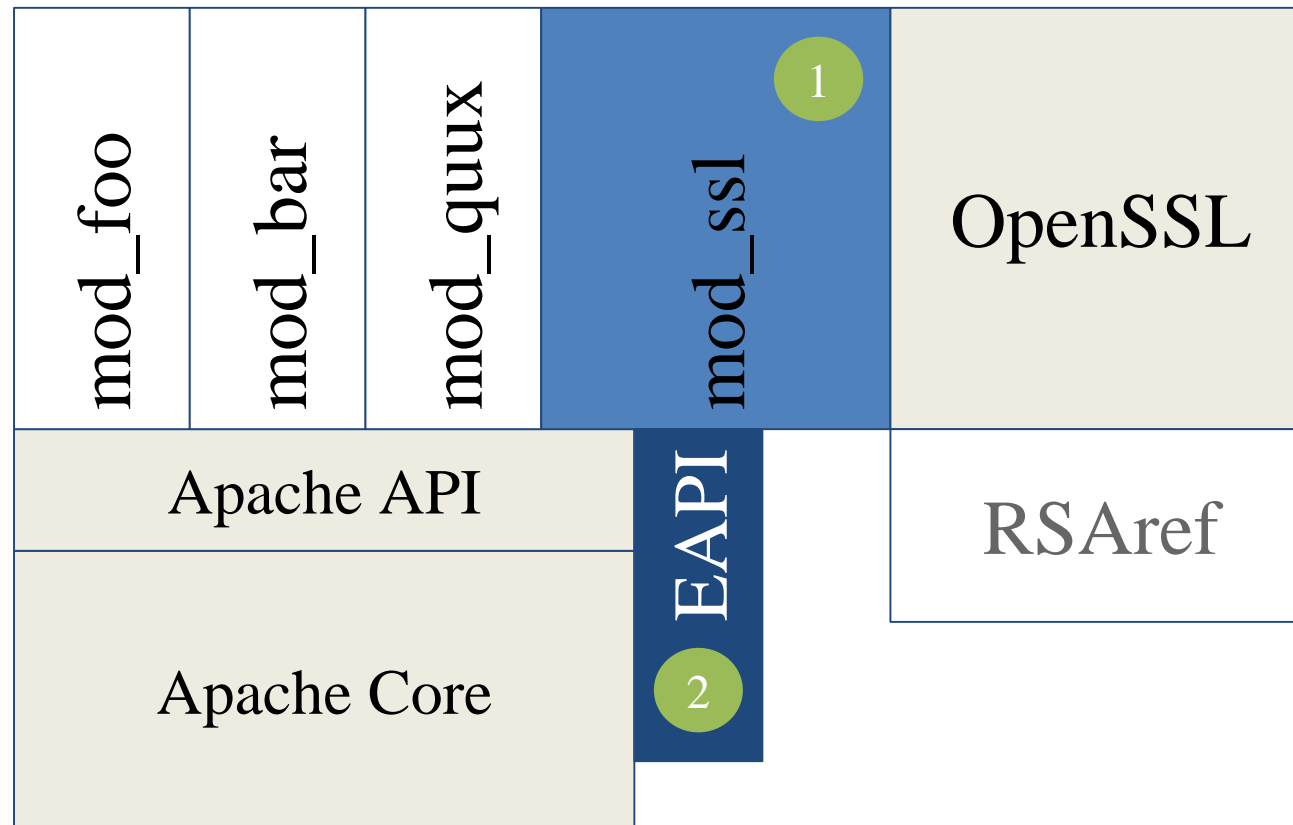 mod_foo
mod_bar
mod_quux
mod_ssl
1
OpenSSL
Apache API
EAPI
RSAref
Apache Core
2